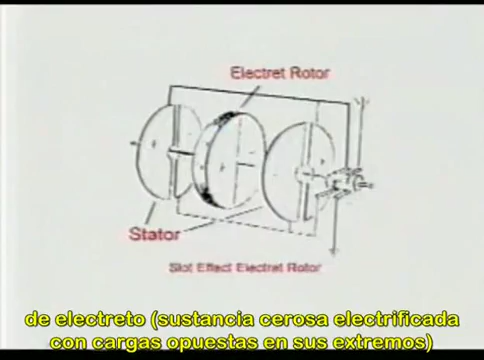 Electret Rotor
Stator
Slot Effect Electret Rotor
de electreto (sustancia cerosa electrificada
con cargas opuestas en sus extremos)